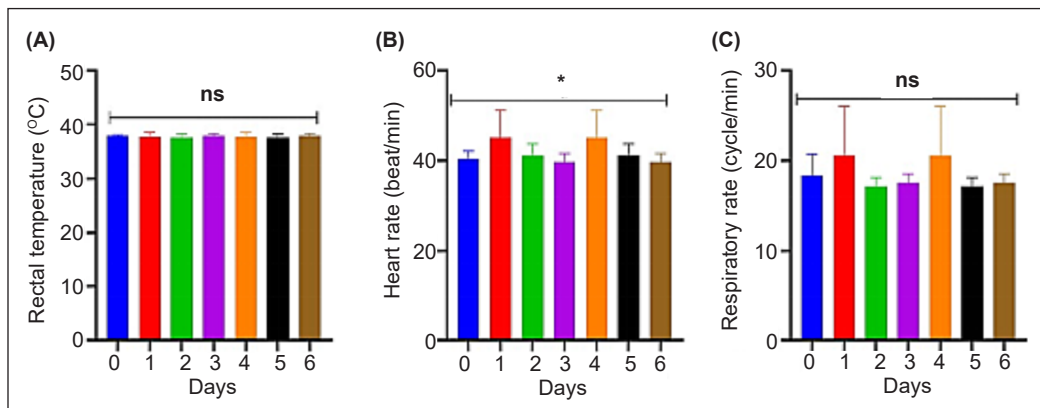 (A)
Rectal temperature (ºC)
50
40
30
20
10
0
ns
0 1 2 3 4 5 6
Days
(B)
Heart rate (beat/min)
60
40
20
0
*
0 1 2 3 4 5 6
Days
(C)
Respiratory rate (cycle/min)
30
20
10
0
ns
0 1 2 3 4 5 6
Days